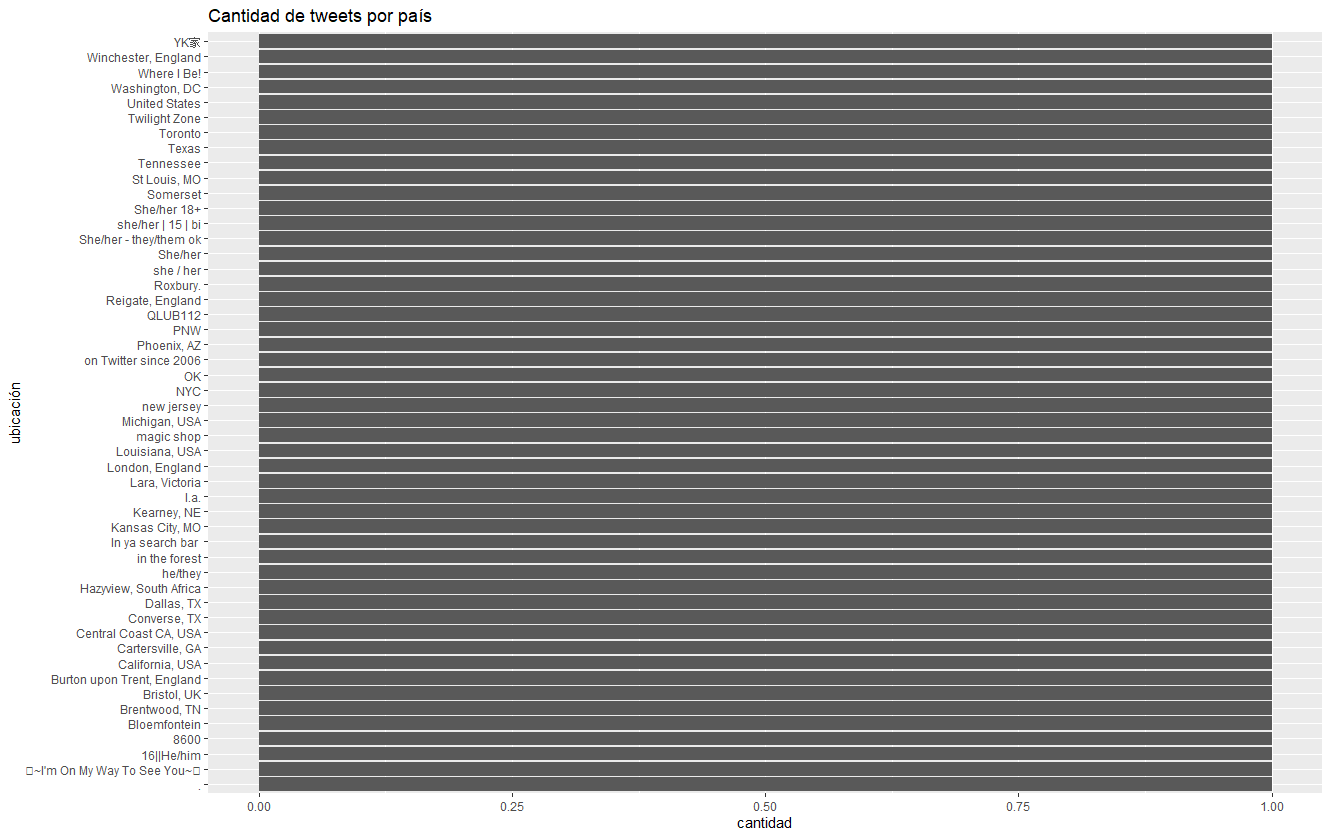 Cantidad de tweets por país
YK家
Winchester, England
Where I Be!
Washington, DC
United States
Twilight Zone
Toronto
Texas
Tennessee
St Louis, MO
Somerset
She/her 18+
she/her | 15 | bi
She/her - they/them ok
She/her
she / her
Roxbury.
Reigate, England
QLUB112
PNW
Phoenix, AZ
on Twitter since 2006
OK
NYC
new jersey
Michigan, USA
magic shop
Louisiana, USA
London, England
Lara, Victoria
l.a.
Kearney, NE
Kansas City, MO
In ya search bar
in the forest
he/they
Hazyview, South Africa
Dallas, TX
Converse, TX
Central Coast CA, USA
Cartersville, GA
California, USA
Burton upon Trent, England
Bristol, UK
Brentwood, TN
Bloemfontein
8600
16||He/him
▯~I'm On My Way To See You~▯
.
ubicación
0.00 0.25 0.50 0.75 1.00
cantidad